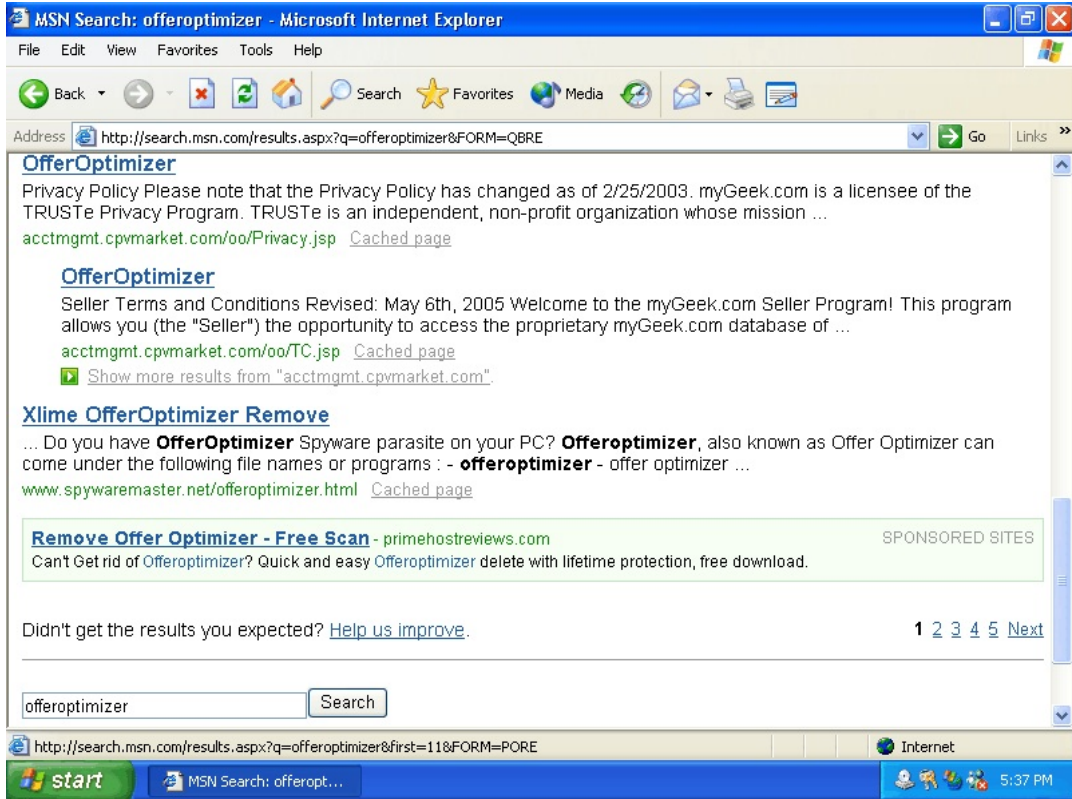 MSN Search: offeroptimizer - Microsoft Internet Explorer
File Edit View Favorites Tools Help
Back Search Favorites Media
Address http://search.msn.com/results.aspx?q=offeroptimizer&FORM=QBRE Go Links »
OfferOptimizer
Privacy Policy Please note that the Privacy Policy has changed as of 2/25/2003. myGeek.com is a licensee of the
TRUSTe Privacy Program. TRUSTe is an independent, non-profit organization whose mission ...
acctmgmt.cpvmarket.com/oo/Privacy.jsp Cached page
OfferOptimizer
Seller Terms and Conditions Revised: May 6th, 2005 Welcome to the myGeek.com Seller Program! This program
allows you (the "Seller") the opportunity to access the proprietary myGeek.com database of ...
acctmgmt.cpvmarket.com/oo/TC.jsp Cached page
Show more results from "acctmgmt.cpvmarket.com".
Xlime OfferOptimizer Remove
... Do you have OfferOptimizer Spyware parasite on your PC? Offeroptimizer, also known as Offer Optimizer can
come under the following file names or programs : - offeroptimizer - offer optimizer ...
www.spywaremaster.net/offeroptimizer.html Cached page
Remove Offer Optimizer - Free Scan - primehostreviews.com SPONSORED SITES
Can't Get rid of Offeroptimizer? Quick and easy Offeroptimizer delete with lifetime protection, free download.
Didn't get the results you expected? Help us improve. 1 2 3 4 5 Next
offeroptimizer Search
http://search.msn.com/results.aspx?q=offeroptimizer&first=11&FORM=PORE Internet
start MSN Search: offeropt... 5:37 PM